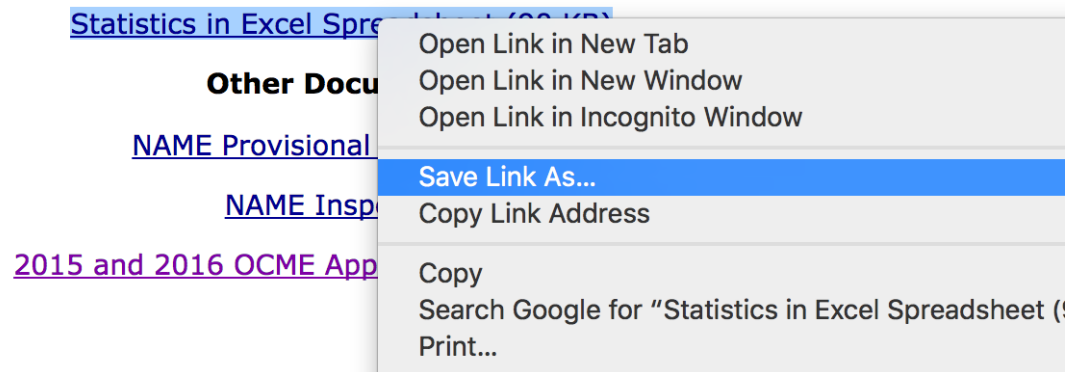 Statistics in Excel Spre
Open Link in New Tab
Other Docu
Open Link in New Window
Open Link in Incognito Window
NAME Provisional
Save Link As...
NAME Insp
Copy Link Address
2015 and 2016 OCME App
Copy
Search Google for “Statistics in Excel Spreadsheet (9
Print...